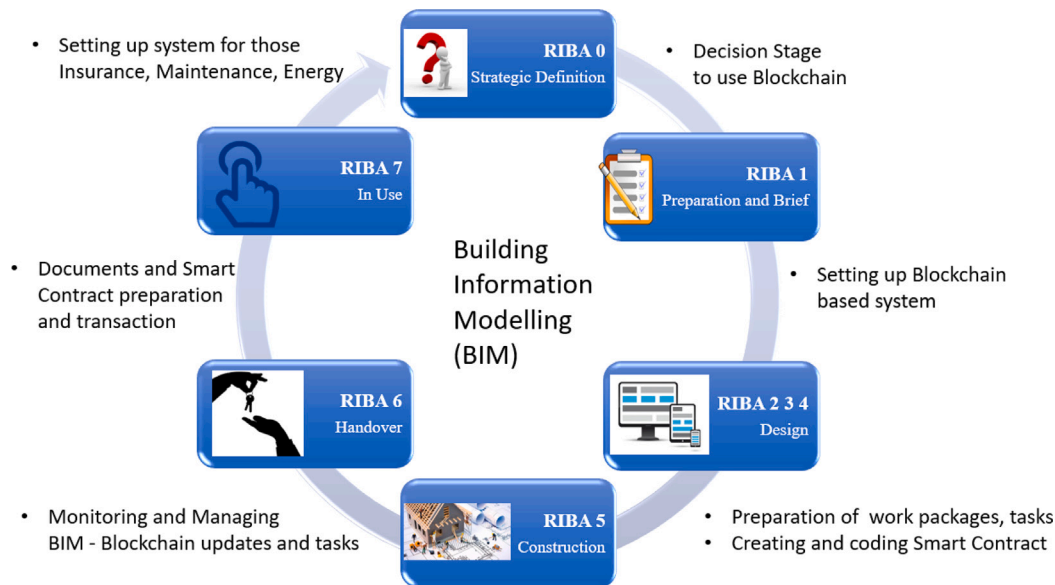 • Setting up system for those
Insurance, Maintenance, Energy
RIBA 0
Strategic Definition
• Decision Stage
to use Blockchain
RIBA 7
In Use
RIBA 1
Preparation and Brief
Building
Information
Modelling
(BIM)
• Documents and Smart
Contract preparation
and transaction
• Setting up Blockchain
based system
RIBA 6
Handover
RIBA 2 3 4
Design
• Monitoring and Managing
BIM - Blockchain updates and tasks
RIBA 5
Construction
• Preparation of work packages, tasks
• Creating and coding Smart Contract